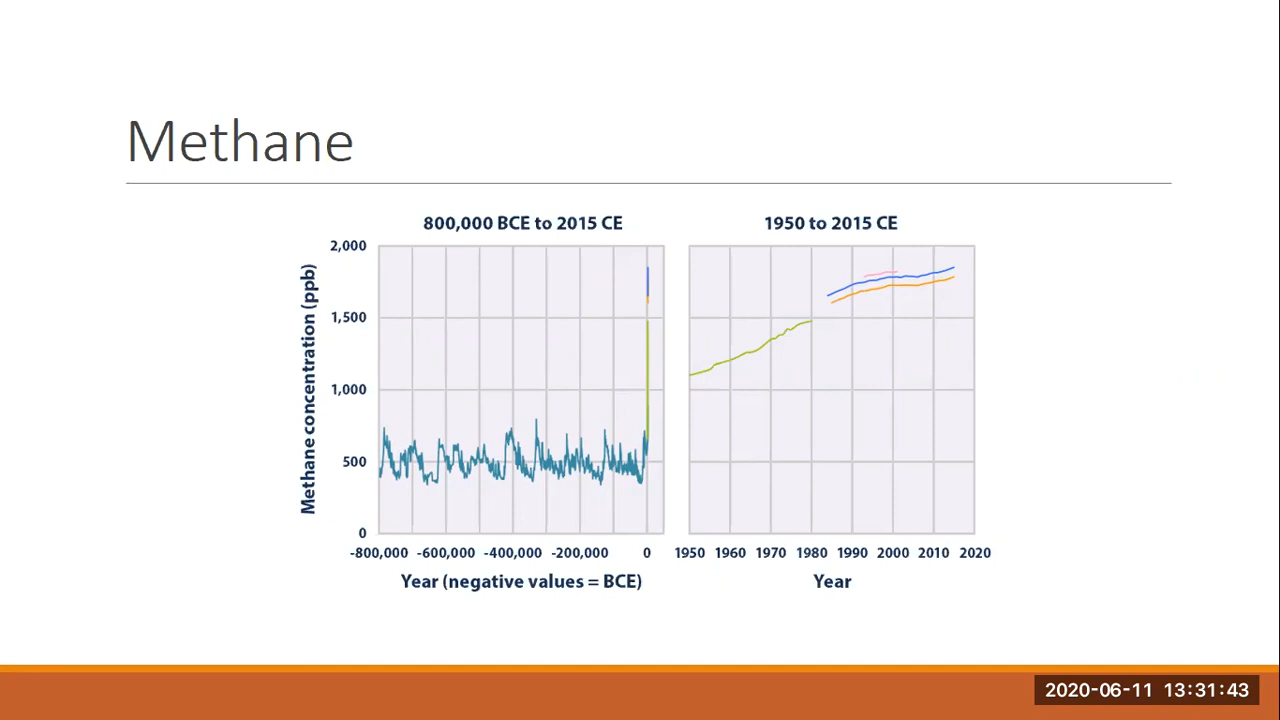 Methane
800,000 BCE to 2015 CE
1950 to 2015 CE
Methane concentration (ppb)
2,000
1,500
1,000
500
0
-800,000 -600,000 -400,000 -200,000 0
1950 1960 1970 1980 1990 2000 2010 2020
Year (negative values = BCE)
Year
2020-06-11 13:31:43